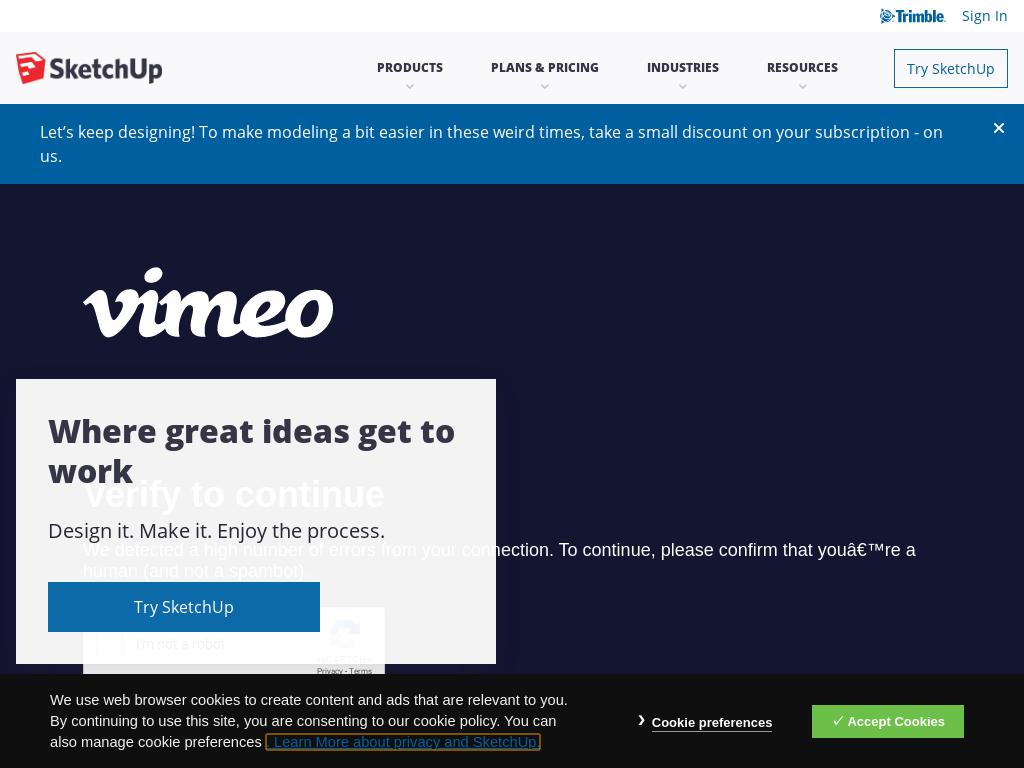 Trimble
Sign In
SketchUp
PRODUCTS
PLANS & PRICING
INDUSTRIES
RESOURCES
Try SketchUp
Let's keep designing! To make modeling a bit easier in these weird times, take a small discount on your subscription - on
us.
vimeo
Where great ideas get to
work
Verify to continue
Design it. Make it. Enjoy the process.
We detected a high number of errors from your connection. To continue, please confirm that youâ€™re a
human (and not a spambot).
Try SketchUp
I'm not a robot
reCAPTCHA
Privacy - Terms
We use web browser cookies to create content and ads that are relevant to you.
By continuing to use this site, you are consenting to our cookie policy. You can
also manage cookie preferences . Learn More about privacy and SketchUp.
Cookie preferences
✓ Accept Cookies